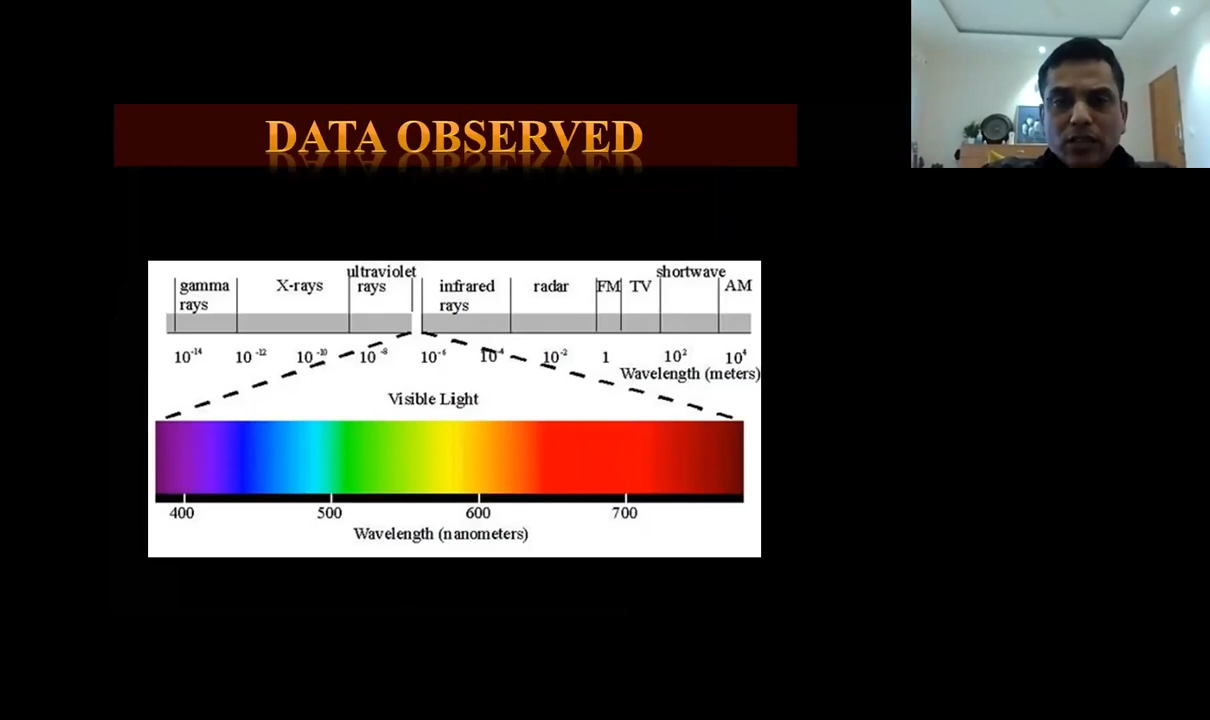 DATA OBSERVED
ultraviolet shortwave
gamma X-rays rays infrared radar FM TV AM
rays rays
10⁻¹⁴ 10⁻¹² 10⁻¹⁰ 10⁻⁸ 10⁻⁶ 10⁻⁴ 10⁻² 1 10² 10⁴
Wavelength (meters)
Visible Light
400 500 600 700
Wavelength (nanometers)